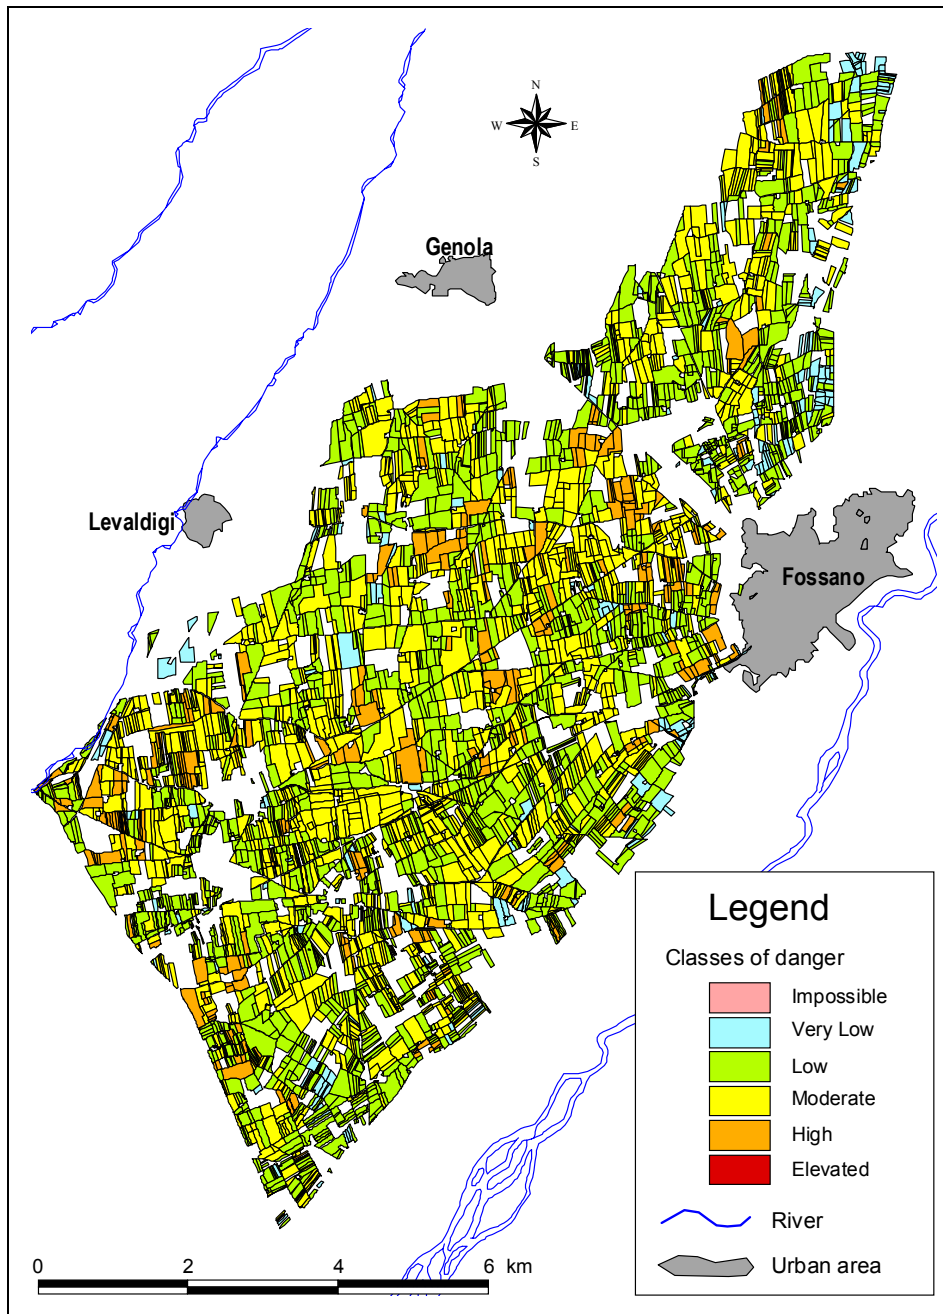 N
W E
S
Genola
Levaldigi
Fossano
Legend
Classes of danger
Impossible
Very Low
Low
Moderate
High
Elevated
River
Urban area
0 2 4 6 km